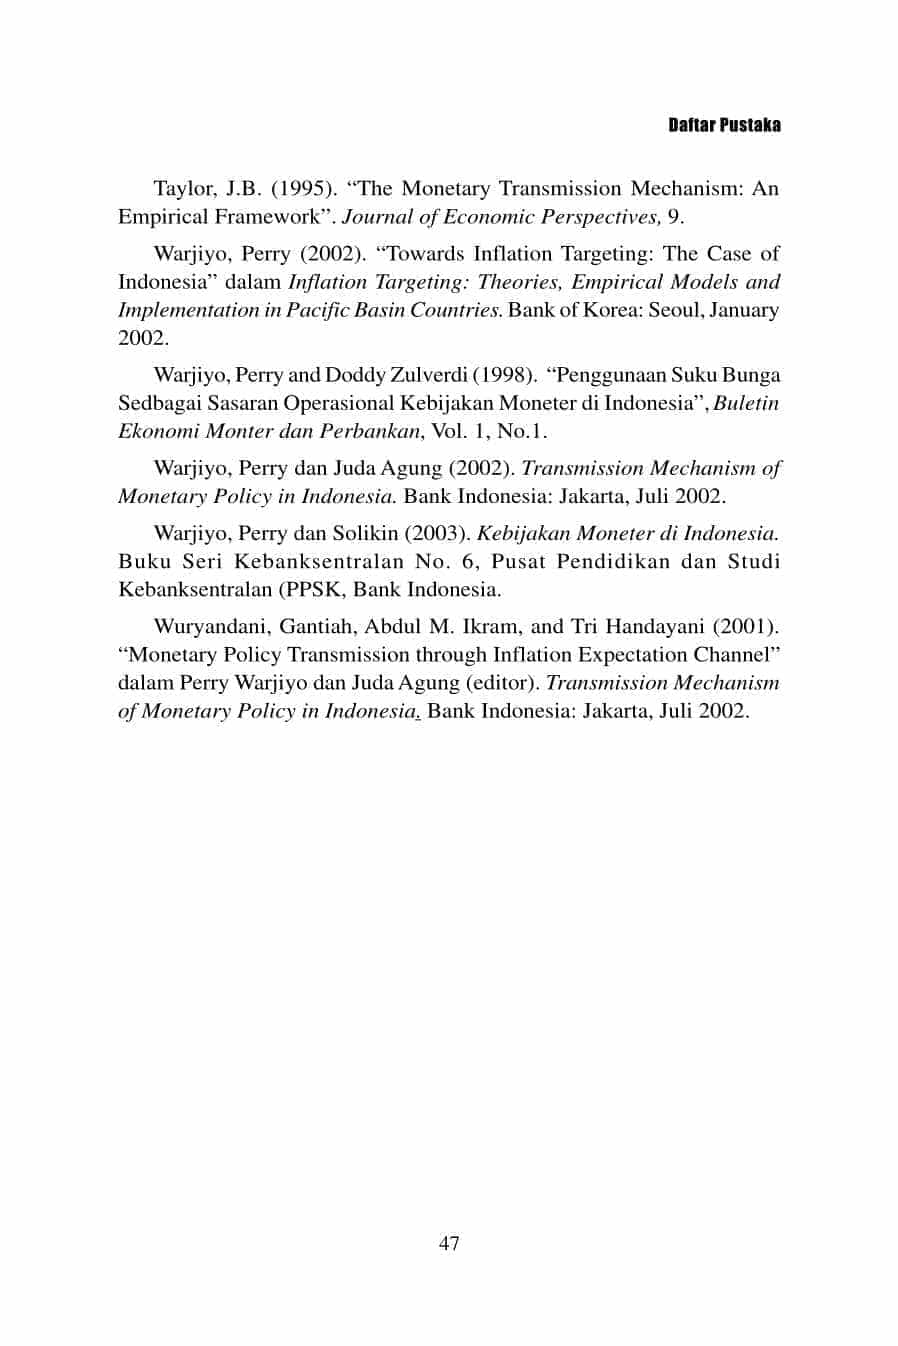 Daftar Pustaka
Taylor, J.B. (1995). “The Monetary Transmission Mechanism: An
Empirical Framework”. Journal of Economic Perspectives, 9.
Warjiyo, Perry (2002). “Towards Inflation Targeting: The Case of
Indonesia” dalam Inflation Targeting: Theories, Empirical Models and
Implementation in Pacific Basin Countries. Bank of Korea: Seoul, January
2002.
Warjiyo, Perry and Doddy Zulverdi (1998). “Penggunaan Suku Bunga
Sedbagai Sasaran Operasional Kebijakan Moneter di Indonesia”, Buletin
Ekonomi Monter dan Perbankan, Vol. 1, No.1.
Warjiyo, Perry dan Juda Agung (2002). Transmission Mechanism of
Monetary Policy in Indonesia. Bank Indonesia: Jakarta, Juli 2002.
Warjiyo, Perry dan Solikin (2003). Kebijakan Moneter di Indonesia.
Buku Seri Kebanksentralan No. 6, Pusat Pendidikan dan Studi
Kebanksentralan (PPSK, Bank Indonesia.
Wuryandani, Gantiah, Abdul M. Ikram, and Tri Handayani (2001).
“Monetary Policy Transmission through Inflation Expectation Channel”
dalam Perry Warjiyo dan Juda Agung (editor). Transmission Mechanism
of Monetary Policy in Indonesia. Bank Indonesia: Jakarta, Juli 2002.
47